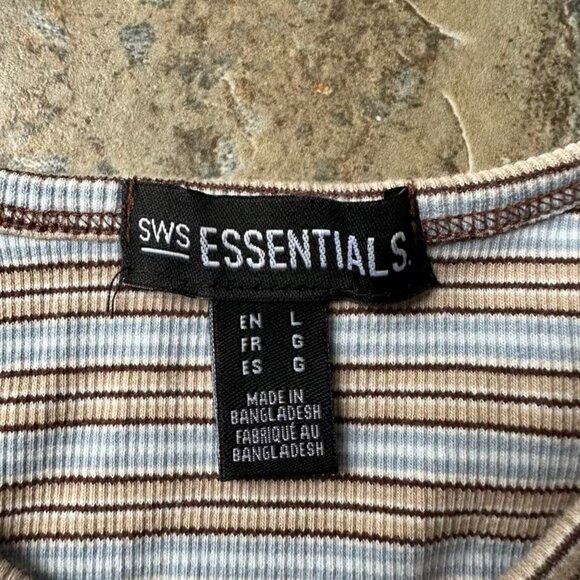 SWS ESSENTIALS.
EN L
FR G
ES G
MADE IN
BANGLADESH
FABRIQUÉ AU
BANGLADESH